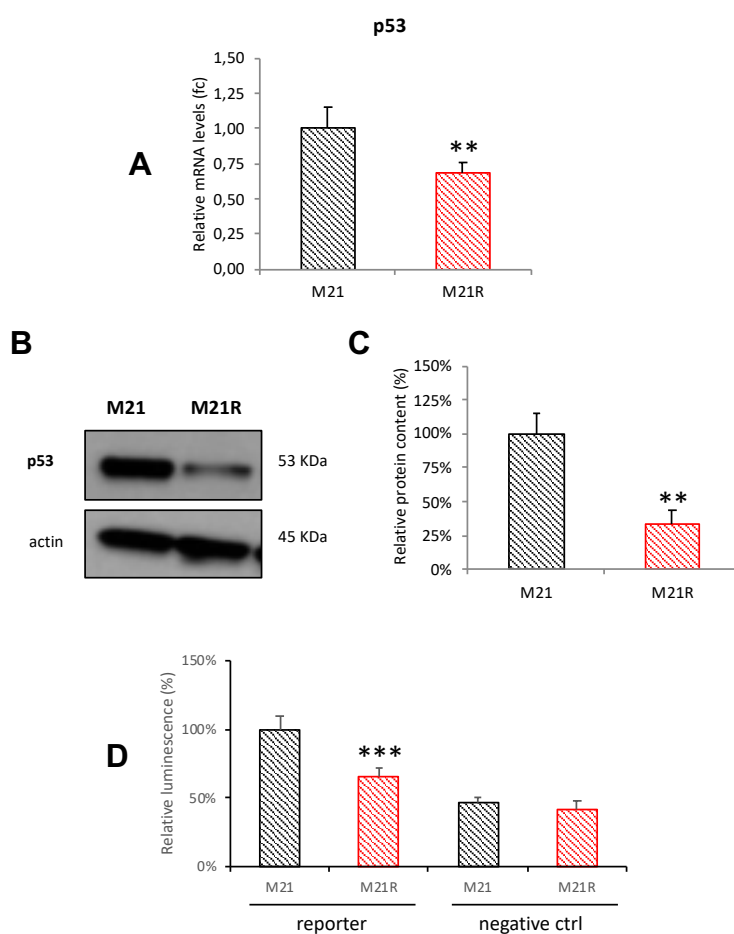 p53
A
Relative mRNA levels (fc)
1,50
1,25
1,00
0,75
0,50
0,25
0,00
**
M21
M21R
B
M21
M21R
p53
53 KDa
actin
45 KDa
C
Relative protein content (%)
150%
125%
100%
75%
50%
25%
0%
**
M21
M21R
D
Relative luminescence (%)
150%
100%
50%
0%
***
M21
M21R
M21
M21R
reporter
negative ctrl